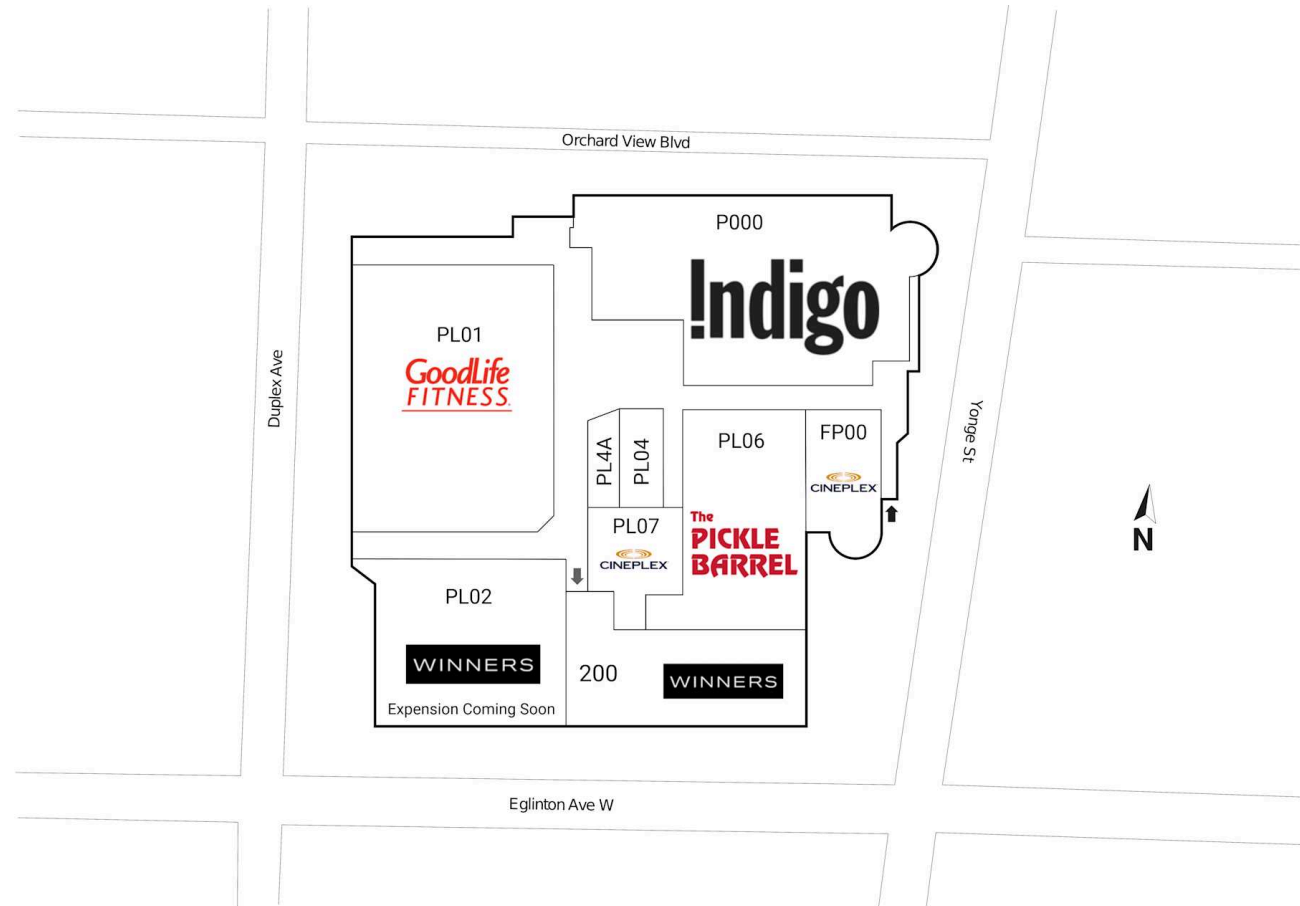 Orchard View Blvd
P000
Indigo
PL01
GoodLife
FITNESS
Duplex Ave
Yonge St
PL4A
PL04
PL06
FP00
CINEPLEX
The
PICKLE
BARREL
PL07
CINEPLEX
N
PL02
WINNERS
Expension Coming Soon
200
WINNERS
Eglinton Ave W